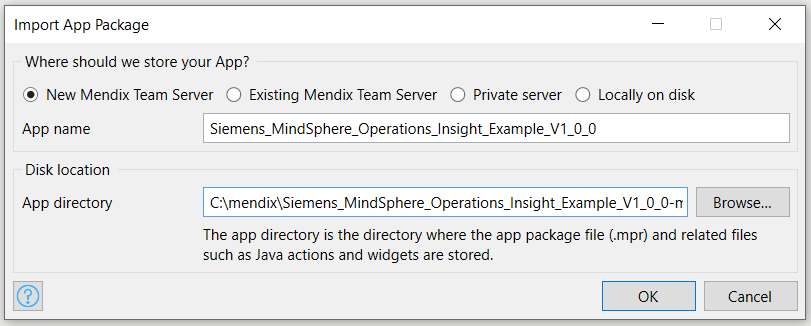 Import App Package
Where should we store your App?
New Mendix Team Server Existing Mendix Team Server Private server Locally on disk
App name Siemens_MindSphere_Operations_Insight_Example_V1_0_0
Disk location
App directory C:\mendix\Siemens_MindSphere_Operations_Insight_Example_V1_0_0-m Browse...
The app directory is the directory where the app package file (.mpr) and related files
such as Java actions and widgets are stored.
? OK Cancel